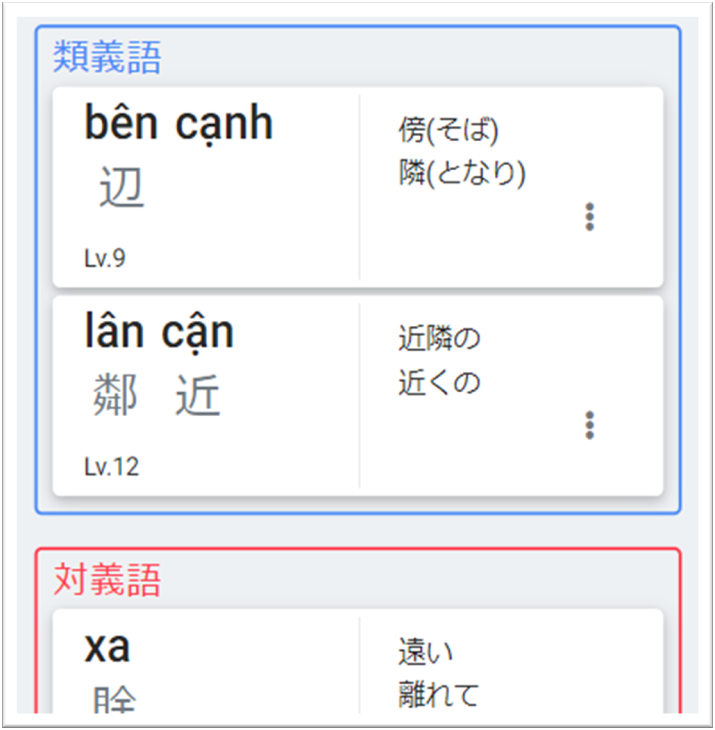 類義語
bên cạnh
辺
Lv.9
傍(そば)
隣(となり)
lân cận
鄰 近
Lv.12
近隣の
近くの
対義語
xa
遠い
離れて